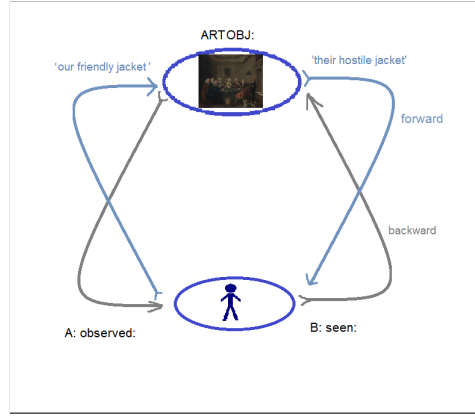 ARTOBJ:
'our friendly jacket '
'their hostile jacket'
forward
backward
A: observed:
B: seen: